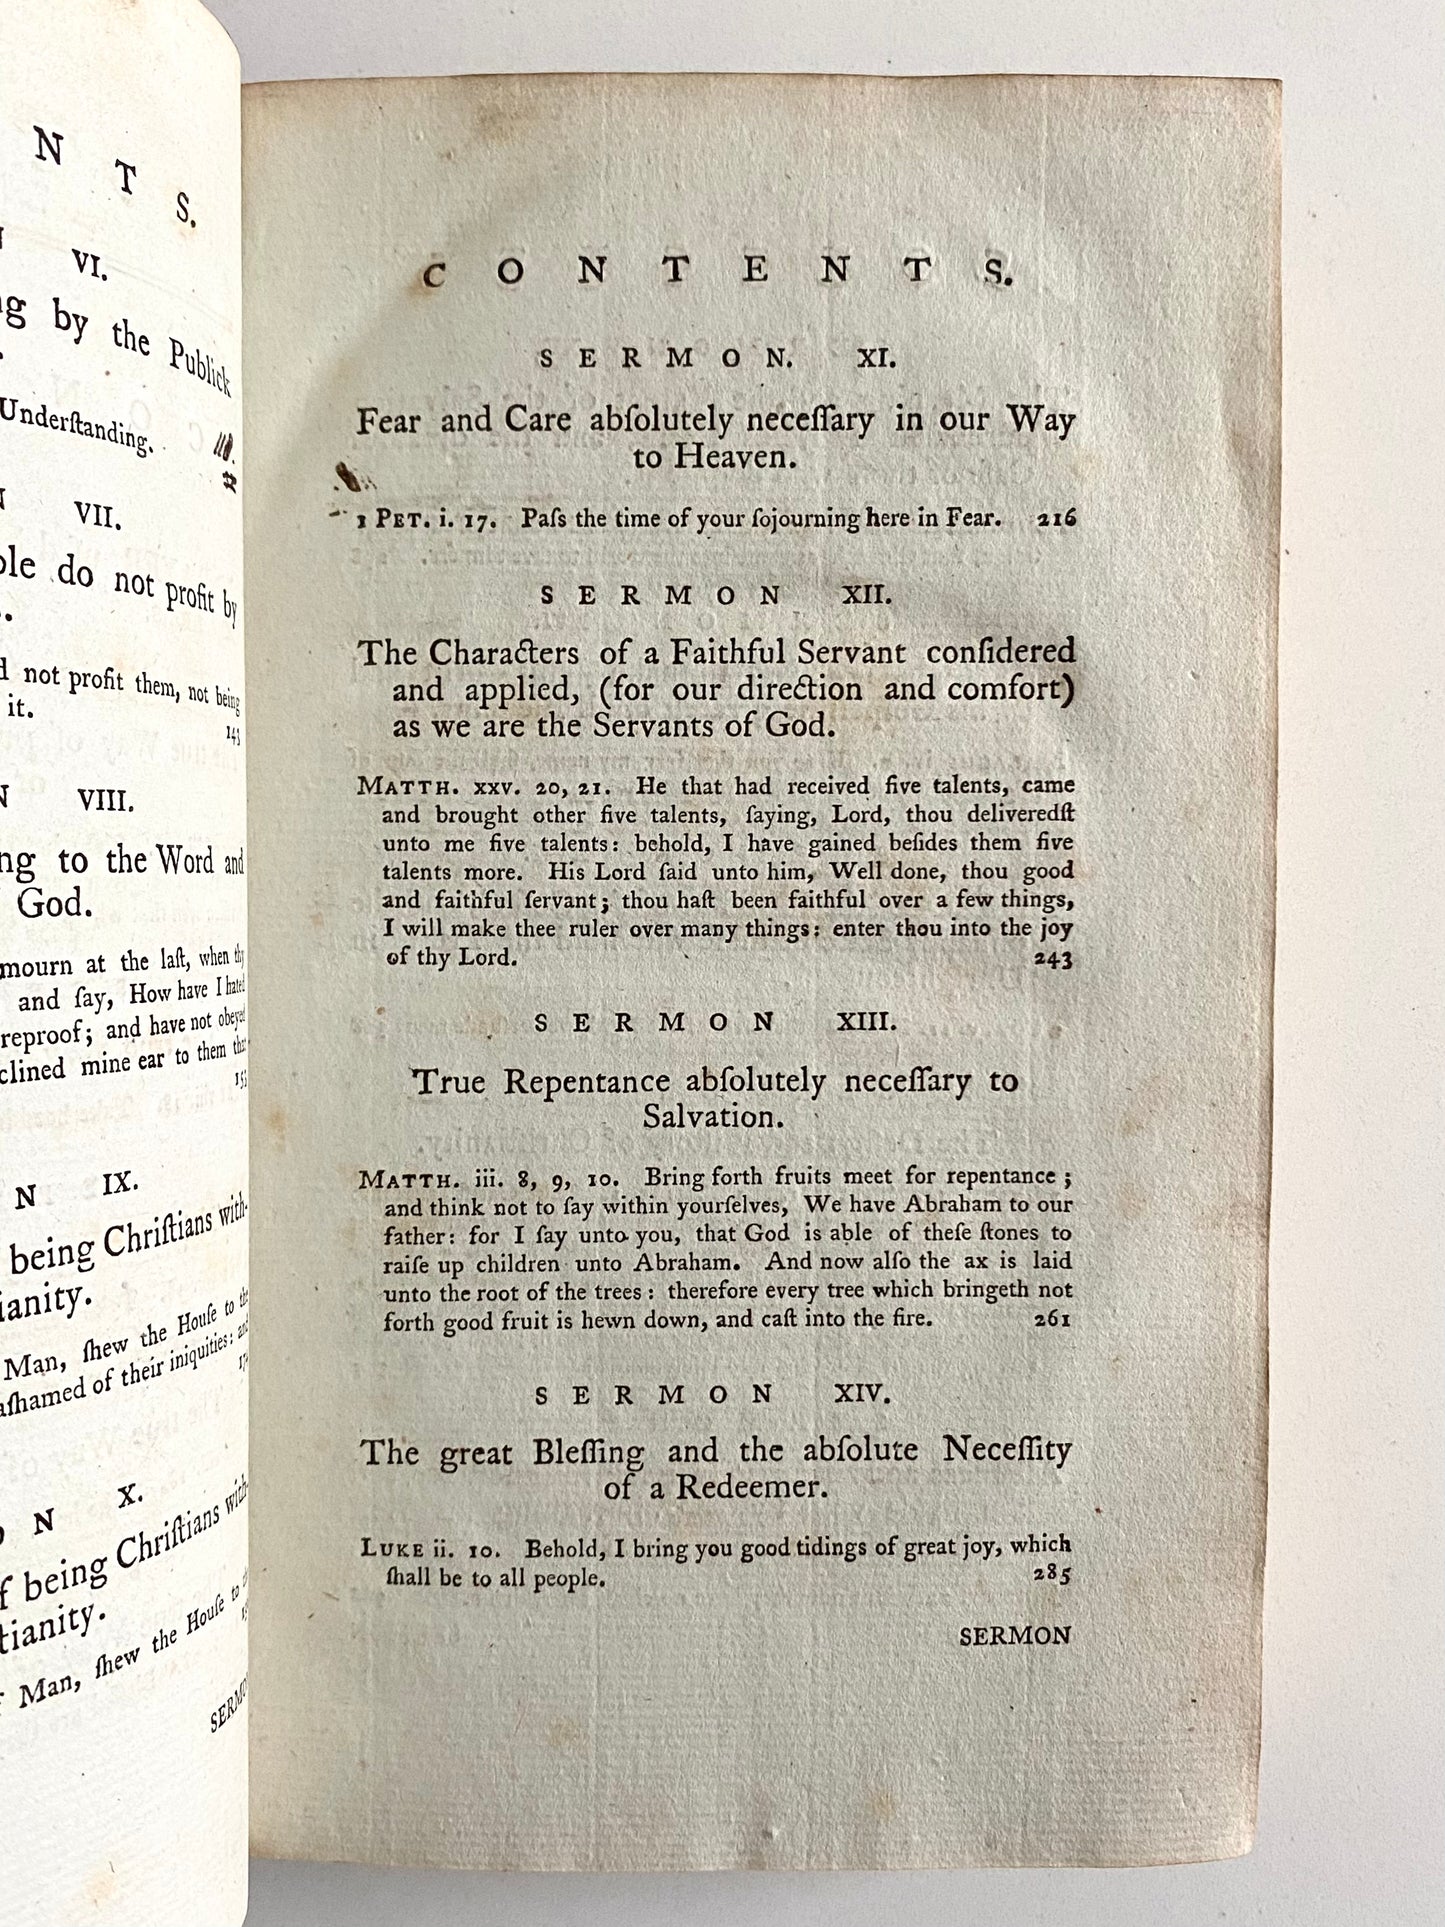 N T S.
VI.
by the Publick
Underſtanding.
VII.
do not profit by
not profit them, not being
it.
143
VIII.
to the Word and
God.
mourn at the laſt, when thy
and ſay, How have I hated
reproof; and have not obeyed
mine ear to them that
153
N IX.
being Chriſtians with-
Man, ſhew the Houſe to the
aſhamed of their iniquities: and
N X.
being Chriſtians with-
Man, ſhew the Houſe to
C O N T E N T S.
S E R M O N. XI.
Fear and Care abſolutely neceſſary in our Way
to Heaven.
1 PET. i. 17. Paſs the time of your ſojourning here in Fear. 216
S E R M O N XII.
The Characters of a Faithful Servant conſidered
and applied, (for our direction and comfort)
as we are the Servants of God.
MATTH. xxv. 20, 21. He that had received five talents, came
and brought other five talents, ſaying, Lord, thou deliveredſt
unto me five talents: behold, I have gained beſides them five
talents more. His Lord ſaid unto him, Well done, thou good
and faithful ſervant; thou haſt been faithful over a few things,
I will make thee ruler over many things: enter thou into the joy
of thy Lord. 243
S E R M O N XIII.
True Repentance abſolutely neceſſary to
Salvation.
MATTH. iii. 8, 9, 10. Bring forth fruits meet for repentance;
and think not to ſay within yourſelves, We have Abraham to our
father: for I ſay unto you, that God is able of theſe ſtones to
raiſe up children unto Abraham. And now alſo the ax is laid
unto the root of the trees: therefore every tree which bringeth not
forth good fruit is hewn down, and caſt into the fire. 261
S E R M O N XIV.
The great Bleſſing and the abſolute Neceſſity
of a Redeemer.
LUKE ii. 10. Behold, I bring you good tidings of great joy, which
ſhall be to all people. 285
SERMON